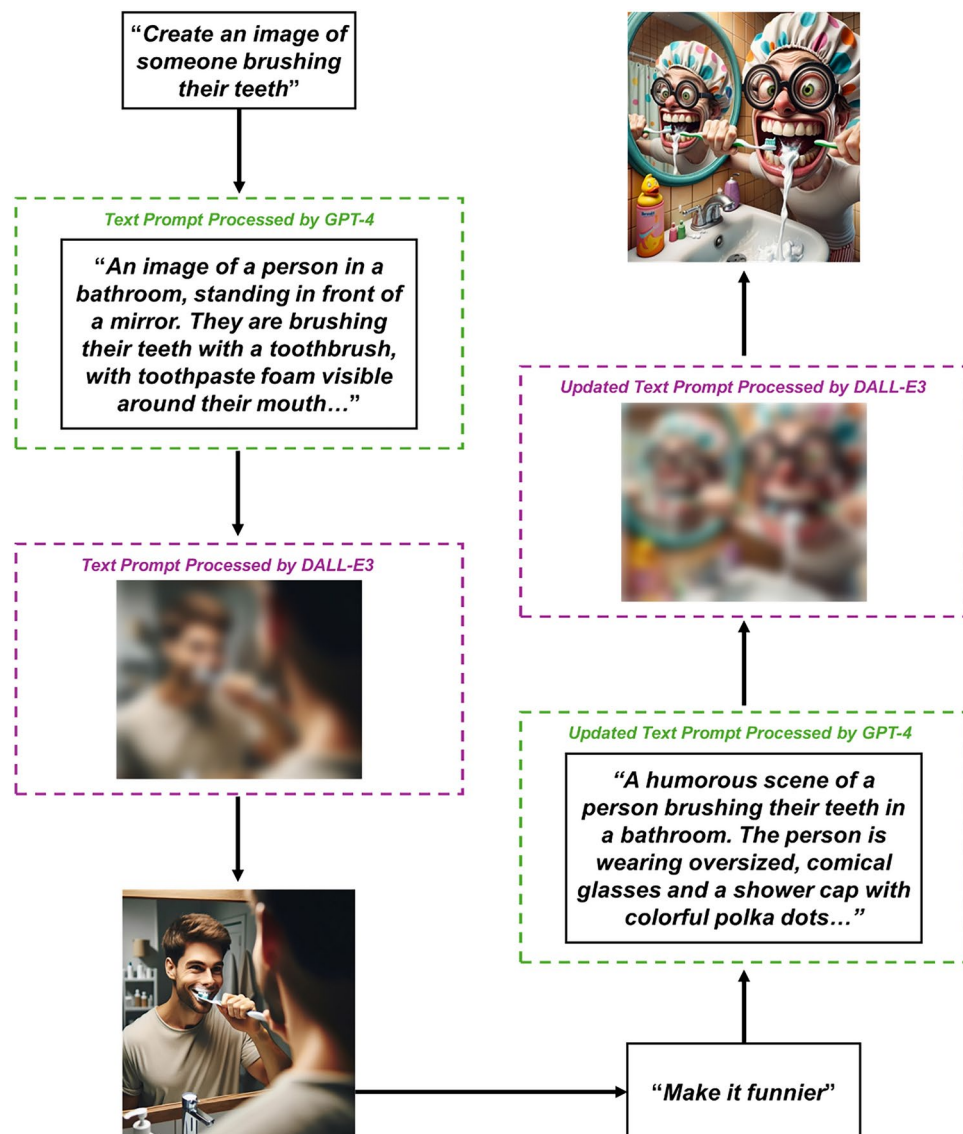 “Create an image of
someone brushing
their teeth”
Text Prompt Processed by GPT-4
“An image of a person in a
bathroom, standing in front of
a mirror. They are brushing
their teeth with a toothbrush,
with toothpaste foam visible
around their mouth…”
Text Prompt Processed by DALL-E3
“Make it funnier”
Updated Text Prompt Processed by GPT-4
“A humorous scene of a
person brushing their teeth in
a bathroom. The person is
wearing oversized, comical
glasses and a shower cap with
colorful polka dots…”
Updated Text Prompt Processed by DALL-E3